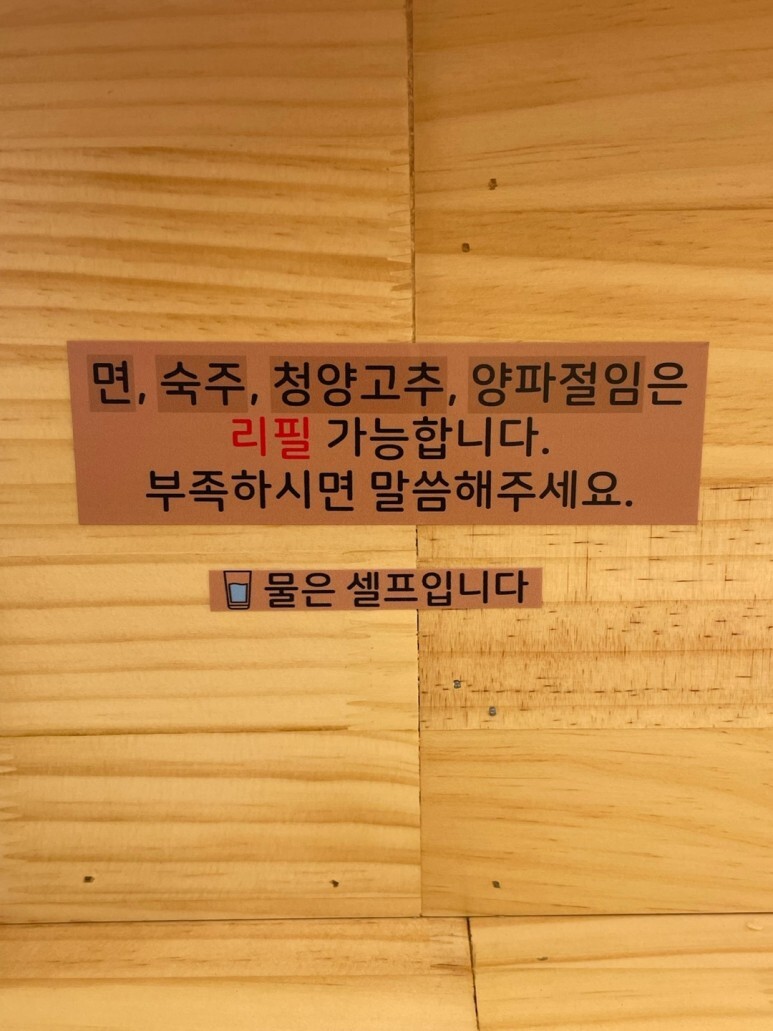 면, 숙주, 청양고추, 양파절임은
리필 가능합니다.
부족하시면 말씀해주세요.
물은 셀프입니다